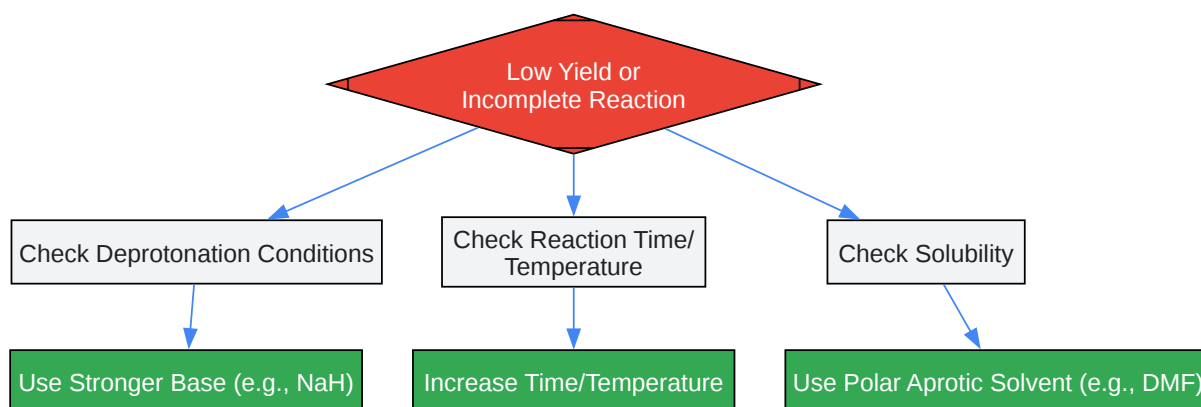 Low Yield or
Incomplete Reaction
Check Deprotonation Conditions
Check Reaction Time/
Temperature
Check Solubility
Use Stronger Base (e.g., NaH)
Increase Time/Temperature
Use Polar Aprotic Solvent (e.g., DMF)